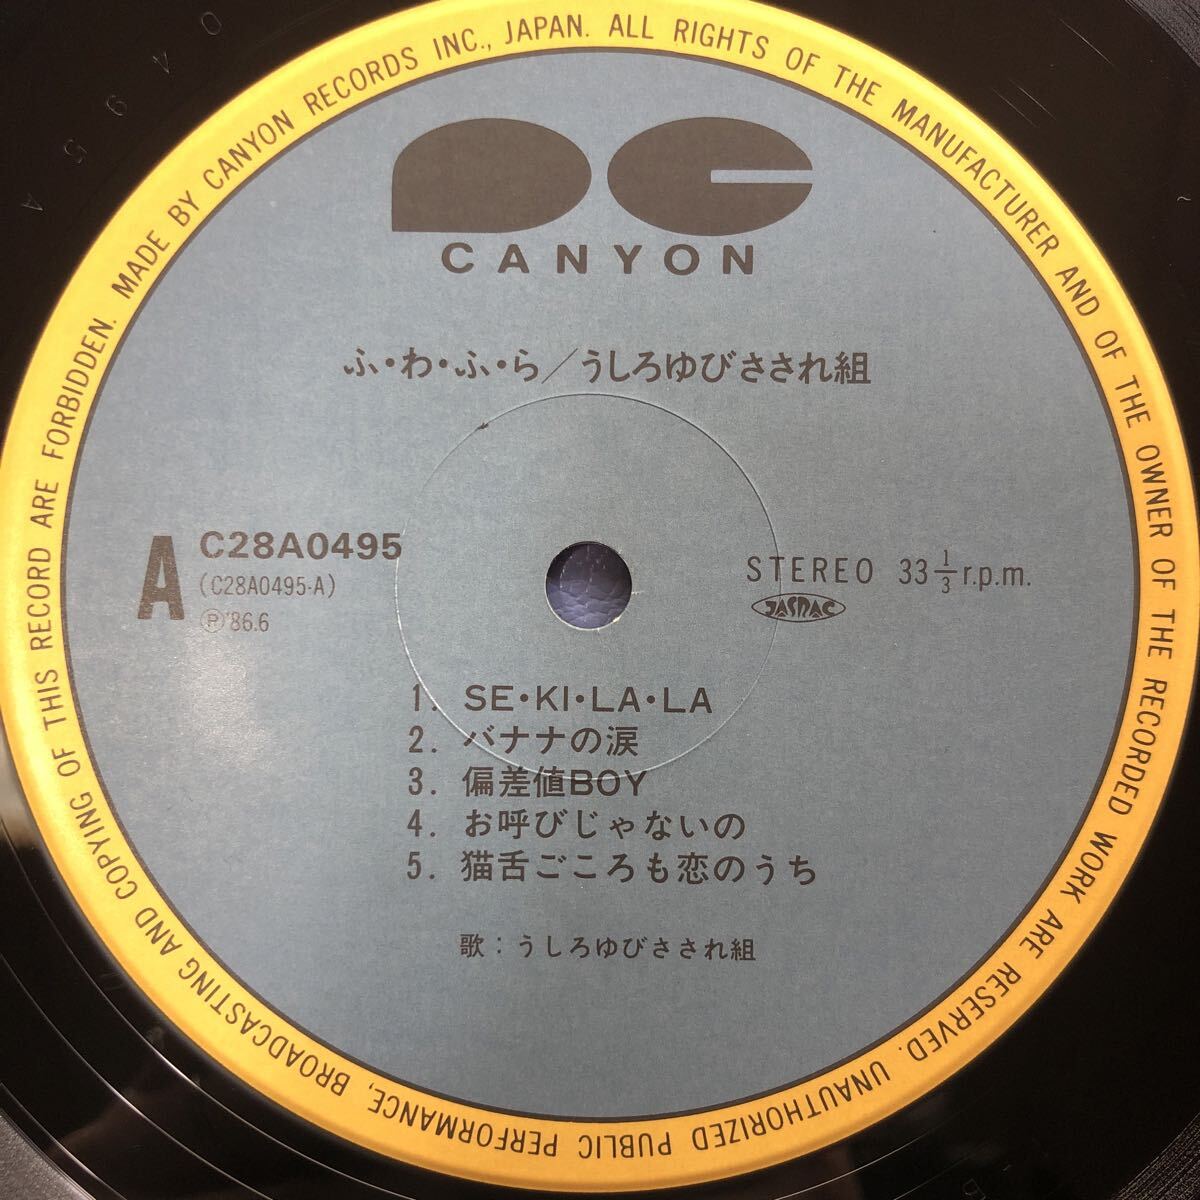 MADE BY CANYON RECORDS INC., JAPAN. ALL RIGHTS OF THE MANUFACTURER AND OF THE OWNER OF THE RECORDED WORK ARE RESERVED. UNAUTHORIZED PUBLIC PERFORMANCE, BROADCASTING AND COPYING OF THIS RECORD ARE FORBIDDEN.
CANYON
ふ・わ・ふ・ら／うしろゆびさされ組
A
C28A0495
(C28A0495-A)
Ⓟ'86.6
STEREO 33 1/3 r.p.m.
JASRAC
1. SE・KI・LA・LA
2. バナナの涙
3. 偏差値BOY
4. お呼びじゃないの
5. 猫舌ごころも恋のうち
歌：うしろゆびさされ組